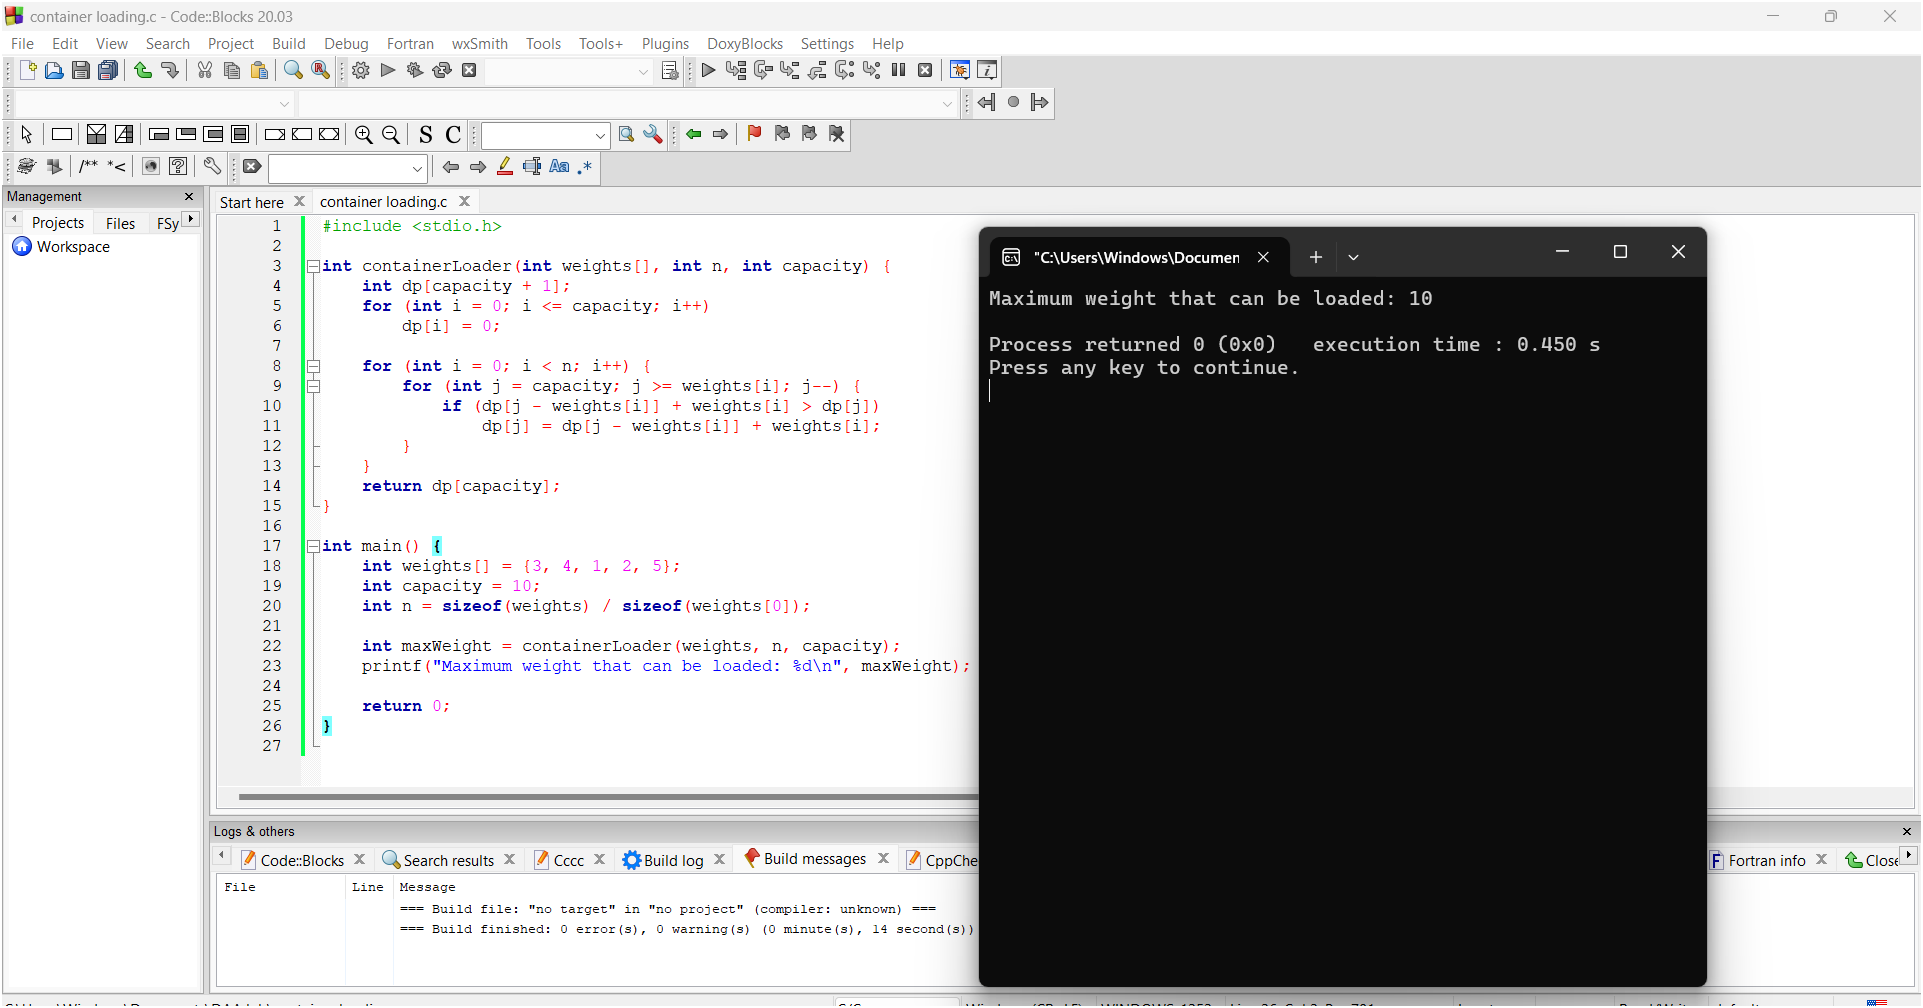 container loading.c - Code::Blocks 20.03
File Edit View Search Project Build Debug Fortran wxSmith Tools Tools+ Plugins DoxyBlocks Settings Help
S C
/** *<
Aa .*
Management
Projects Files FSy
Workspace
Start here container loading.c
1 #include <stdio.h>
2
3 int containerLoader(int weights[], int n, int capacity) {
4 int dp[capacity + 1];
5 for (int i = 0; i <= capacity; i++)
6 dp[i] = 0;
7
8 for (int i = 0; i < n; i++) {
9 for (int j = capacity; j >= weights[i]; j--) {
10 if (dp[j - weights[i]] + weights[i] > dp[j])
11 dp[j] = dp[j - weights[i]] + weights[i];
12 }
13 }
14 return dp[capacity];
15 }
16
17 int main() {
18 int weights[] = {3, 4, 1, 2, 5};
19 int capacity = 10;
20 int n = sizeof(weights) / sizeof(weights[0]);
21
22 int maxWeight = containerLoader(weights, n, capacity);
23 printf("Maximum weight that can be loaded: %d\n", maxWeight);
24
25 return 0;
26 }
27
"C:\Users\Windows\Documen
Maximum weight that can be loaded: 10
Process returned 0 (0x0) execution time : 0.450 s
Press any key to continue.
Logs & others
Code::Blocks Search results Cccc Build log Build messages CppChe Fortran info Close
File Line Message
=== Build file: "no target" in "no project" (compiler: unknown) ===
=== Build finished: 0 error(s), 0 warning(s) (0 minute(s), 14 second(s))